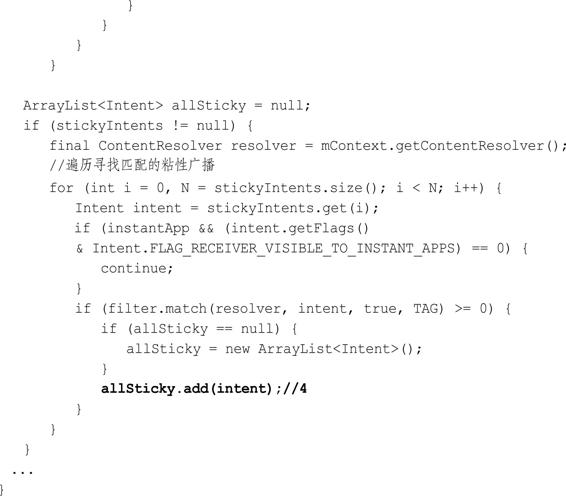 }
         }
      }
   }

ArrayList<Intent> allSticky = null;
if (stickyIntents != null) {
   final ContentResolver resolver = mContext.getContentResolver();
   //遍历寻找匹配的粘性广播
   for (int i = 0, N = stickyIntents.size(); i < N; i++) {
      Intent intent = stickyIntents.get(i);
      if (instantApp && (intent.getFlags()
      & Intent.FLAG_RECEIVER_VISIBLE_TO_INSTANT_APPS) == 0) {
         continue;
      }
      if (filter.match(resolver, intent, true, TAG) >= 0) {
         if (allSticky == null) {
            allSticky = new ArrayList<Intent>();
         }
         allSticky.add(intent);//4
      }
   }
}
...
}